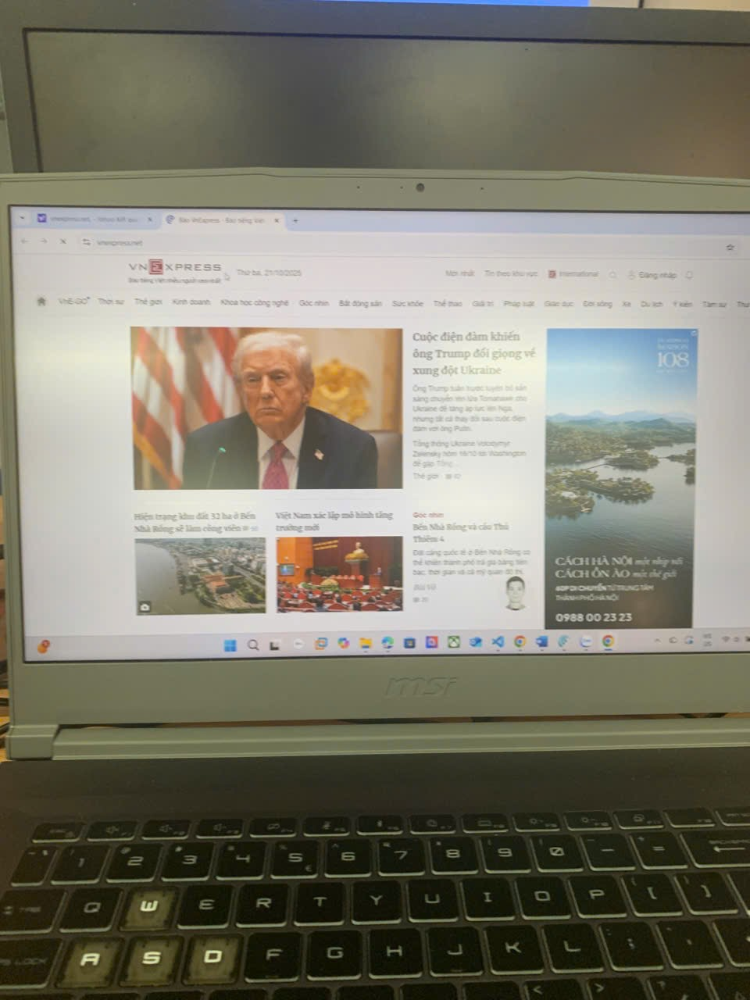 vnexpress.net
Báo VnExpress - Báo tiếng Việt
vnexpress.net
VNEXPRESS
Báo tiếng Việt nhiều người xem nhất
Thứ ba, 21/10/2025
Mới nhất
Tin theo khu vực
International
Đăng nhập
VnE-GO
Thời sự
Thế giới
Kinh doanh
Khoa học công nghệ
Góc nhìn
Bất động sản
Sức khỏe
Thể thao
Giải trí
Pháp luật
Giáo dục
Đời sống
Xe
Du lịch
Ý kiến
Tâm sự
Cuộc điện đàm khiến
ông Trump đổi giọng về
xung đột Ukraine
Ông Trump tuần trước tuyên bố sẵn
sàng chuyển tên lửa Tomahawk cho
Ukraine để tăng áp lực lên Nga,
nhưng tất cả thay đổi sau cuộc điện
đàm với ông Putin.
Tổng thống Ukraine Volodymyr
Zelensky hôm 16/10 tới Washington
để gặp Tổng...
Thế giới
Hiện trạng khu đất 32 ha ở Bến
Nhà Rồng sẽ làm công viên
Việt Nam xác lập mô hình tăng
trưởng mới
Góc nhìn
Bến Nhà Rồng và cầu Thủ
Thiêm 4
Đặt cảng quốc tế ở Bến Nhà Rồng có
thể khiến thành phố trả giá bằng tiền
bạc, thời gian và cả mỹ quan đô thị.
108
CÁCH HÀ NỘI một nhịp nối
CÁCH ỒN ÀO một thế giới
60P DI CHUYỂN TỪ TRUNG TÂM
THÀNH PHỐ HÀ NỘI
0988 00 23 23
msi
1 2 3 4 5 6 7 8 9 0 - =
TAB Q W E R T Y U I O P [ ]
LOCK A S D F G H J K L ; '